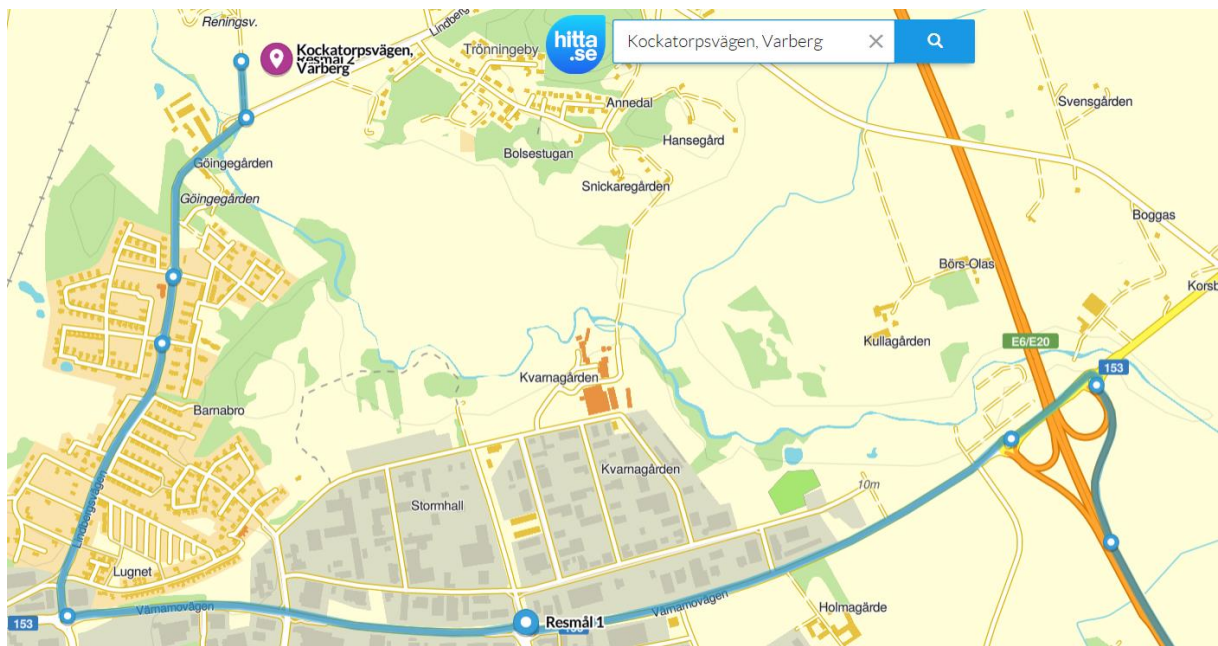 Reningsv.
Lindber
Kockatorpsvägen,
Resmål 2
Varberg
Trönningeby
hitta
.se
Kockatorpsvägen, Varberg
Annedal
Svensgården
Hansegård
Bolsestugan
Göingegården
Snickaregården
Göingegården
Boggas
Börs-Olas
Korsb
Kullagården
E6/E20
153
Kvarnagården
Barnabro
Kvarnagården
Lindbergsvägen
Stormhall
10m
Lugnet
Värnamovägen
Värnamovägen
Holmagärde
153
Resmål 1
153